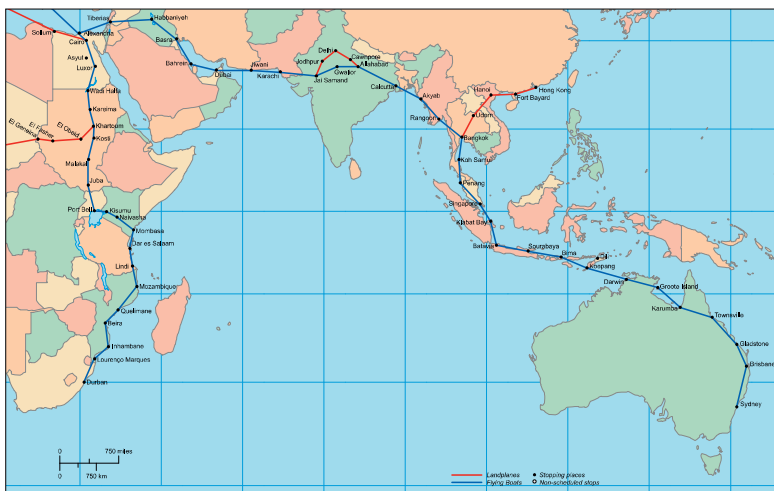 Sollum
Alexandria
Cairo
Tiberias
Habbaniyeh
Asyut
Luxor
Basra
Bahrein
Dubai
Jiwani
Karachi
Jodhpur
Delhi
Cawnpore
Allahabad
Gwalior
Jai Samand
Calcutta
Akyab
Rangoon
Hanoi
Hong Kong
Fort Bayard
Udorn
Bangkok
Wadi Halfa
Kareima
Khartoum
Kosti
El Geneina
El Fasher
El Obeid
Malakal
Juba
Port Bell
Kisumu
Naivasha
Mombasa
Dar es Salaam
Lindi
Mozambique
Quelimane
Beira
Innambane
Lourenço Marques
Durban
Koh Samui
Penang
Singapore
Klabat Bay
Batavia
Sourabaya
Bima
Dili
Koepang
Darwin
Groote Island
Karumba
Townsville
Gladstone
Brisbane
Sydney
0 750 miles
0 750 km
Landplanes
Flying Boats
Stopping places
Non-scheduled stops